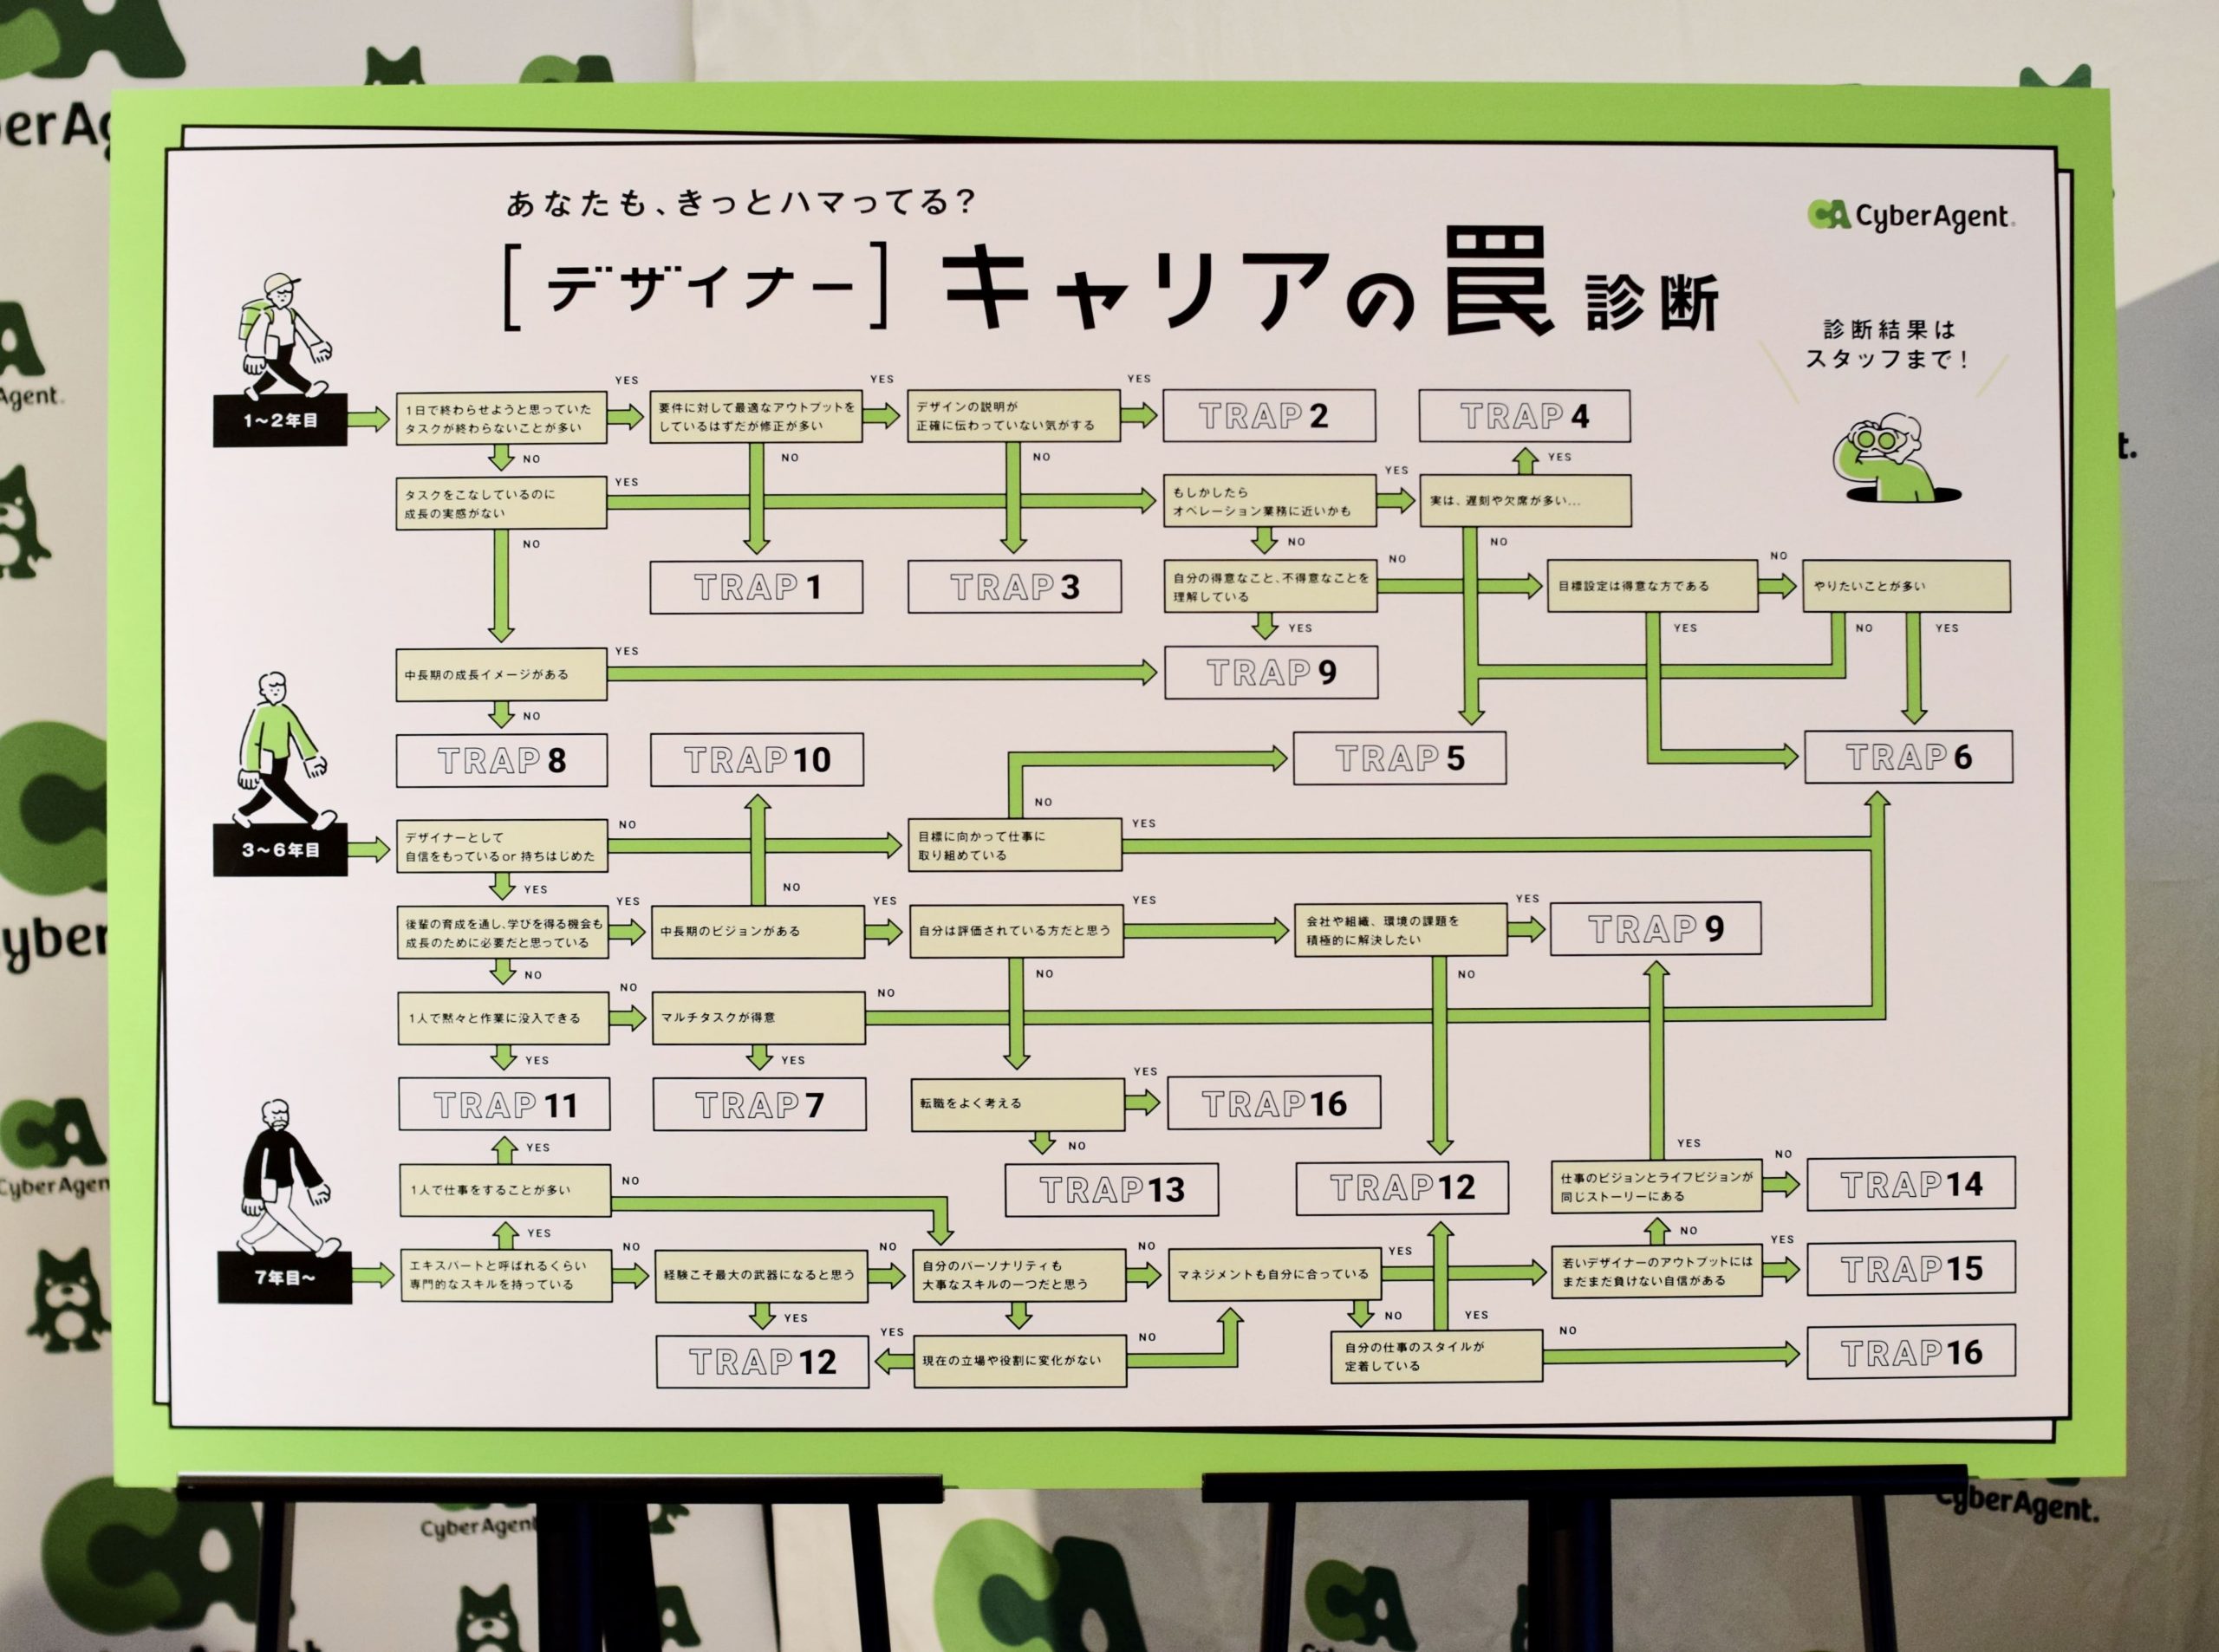 あなたも、きっとハマってる?
[デザイナー] キャリアの罠 診断
CyberAgent.
診断結果は
スタッフまで!
1〜2年目
1日で終わらせようと思っていた
タスクが終わらないことが多い
YES
NO
要件に対して最適なアウトプットを
しているはずだが修正が多い
YES
NO
デザインの説明が
正確に伝わっていない気がする
YES
NO
TRAP 2
TRAP 4
タスクをこなしているのに
成長の実感がない
YES
NO
もしかしたら
オペレーション業務に近いかも
YES
NO
実は、遅刻や欠席が多い...
YES
NO
TRAP 1
TRAP 3
自分の得意なこと、不得意なことを
理解している
NO
YES
目標設定は得意な方である
NO
YES
やりたいことが多い
NO
YES
中長期の成長イメージがある
YES
NO
TRAP 9
TRAP 8
TRAP 10
TRAP 5
TRAP 6
3〜6年目
デザイナーとして
自信をもっているor 持ちはじめた
NO
YES
目標に向かって仕事に
取り組めている
NO
YES
後輩の育成を通し、学びを得る機会も
成長のために必要だと思っている
YES
NO
中長期のビジョンがある
NO
YES
自分は評価されている方だと思う
YES
NO
会社や組織、環境の課題を
積極的に解決したい
YES
NO
TRAP 9
1人で黙々と作業に没入できる
NO
YES
マルチタスクが得意
NO
YES
TRAP 11
TRAP 7
転職をよく考える
YES
NO
TRAP 16
TRAP 13
TRAP 12
1人で仕事をすることが多い
YES
NO
仕事のビジョンとライフビジョンが
同じストーリーにある
YES
NO
TRAP 14
7年目〜
エキスパートと呼ばれるくらい
専門的なスキルを持っている
YES
NO
経験こそ最大の武器になると思う
NO
YES
自分のパーソナリティも
大事なスキルの一つだと思う
NO
マネジメントも自分に合っている
YES
NO
若いデザイナーのアウトプットには
まだまだ負けない自信がある
NO
YES
TRAP 15
TRAP 12
現在の立場や役割に変化がない
YES
NO
自分の仕事のスタイルが
定着している
YES
NO
TRAP 16
CyberAgent
CyberAgent.